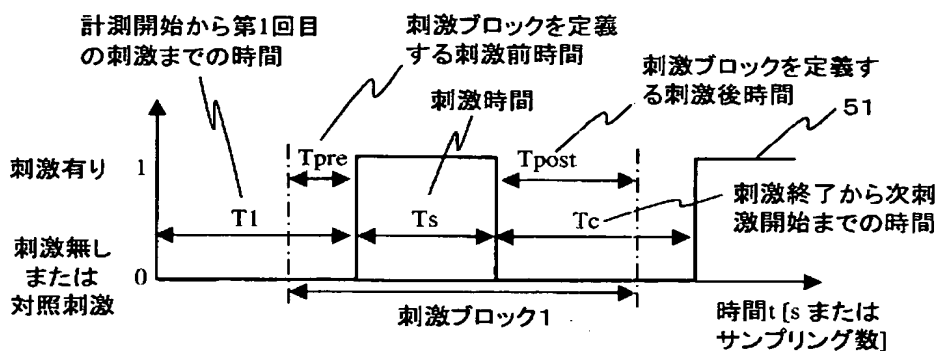 計測開始から第1回目
の刺激までの時間
刺激ブロックを定義
する刺激前時間
刺激ブロックを定義す
る刺激後時間
刺激時間
51
Tpre
Tpost
刺激有り
1
T1
Ts
Tc
刺激終了から次刺
激開始までの時間
刺激無し
または
対照刺激
0
刺激ブロック1
時間t [s または
サンプリング数]